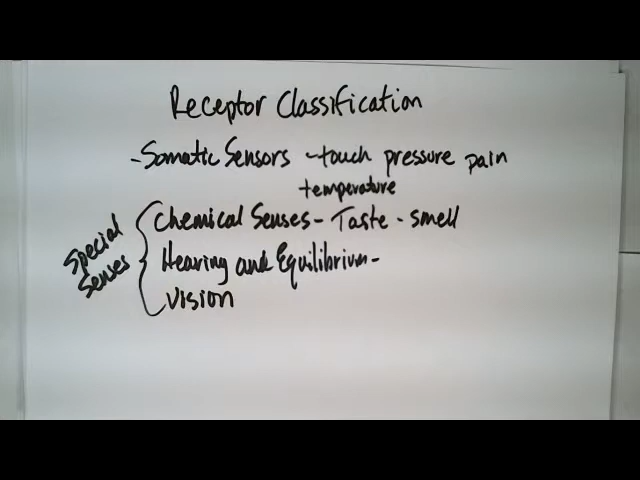 Receptor Classification
-Somatic Sensors -touch pressure pain
temperature
Special Senses
Chemical Senses - Taste - smell
Hearing and Equilibrium -
Vision